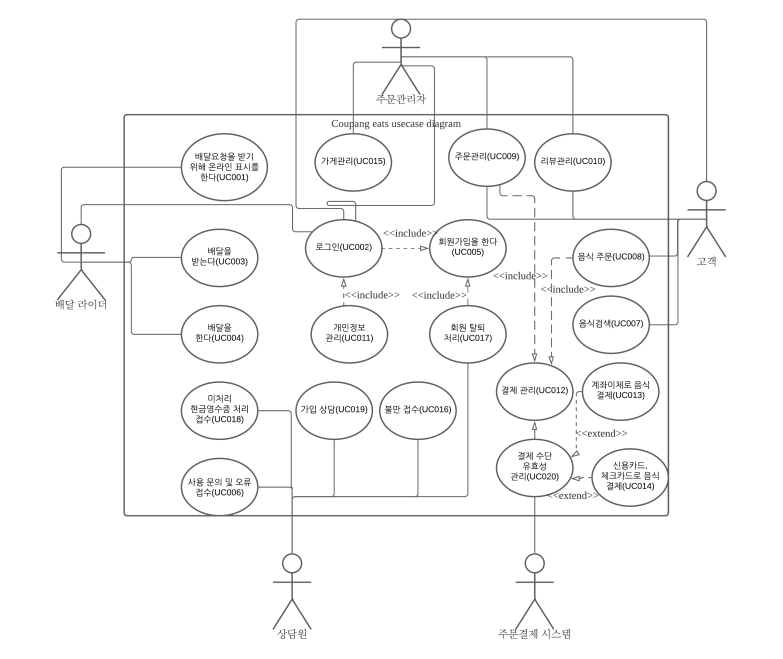 주문관리자
Coupang eats usecase diagram
배달요청을 받기
위해 온라인 표시를
한다(UC001)
가게관리(UC015)
주문관리(UC009)
리뷰관리(UC010)
고객
배달 라이더
배달을
받는다(UC003)
로그인(UC002)
<<include>>
회원가입을 한다
(UC005)
음식 주문(UC008)
<<include>>
<<include>>
<<include>>
<<include>>
배달을
한다(UC004)
개인정보
관리(UC011)
회원 탈퇴
처리(UC017)
음식검색(UC007)
결제 관리(UC012)
계좌이체로 음식
결제(UC013)
미처리
현금영수증 처리
접수(UC018)
가입 상담(UC019)
불만 접수(UC016)
<<extend>>
결제 수단
유효성
관리(UC020)
신용카드,
체크카드로 음식
결제(UC014)
<<extend>>
사용 문의 및 오류
접수(UC006)
상담원
주문결제 시스템